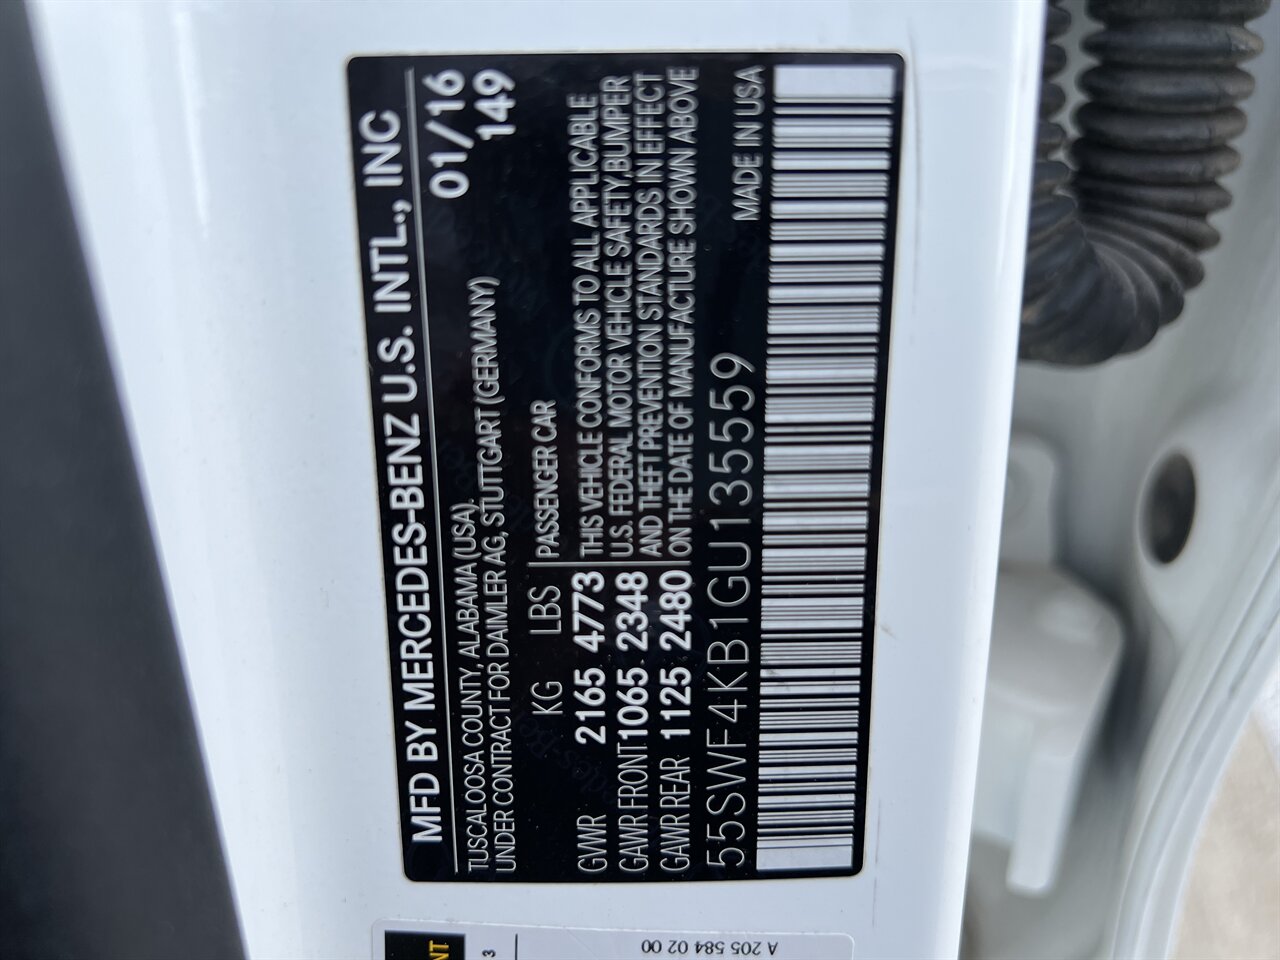 MFD BY MERCEDES-BENZ U.S. INTL., INC
TUSCALOOSA COUNTY, ALABAMA (USA). 01/16
UNDER CONTRACT FOR DAIMLER AG, STUTTGART (GERMANY) 149
KG LBS PASSENGER CAR
GVWR 2165 4773 THIS VEHICLE CONFORMS TO ALL APPLICABLE
GAWR FRONT 1065 2348 U.S. FEDERAL MOTOR VEHICLE SAFETY, BUMPER
GAWR REAR 1125 2480 AND THEFT PREVENTION STANDARDS IN EFFECT
ON THE DATE OF MANUFACTURE SHOWN ABOVE
55SWF4KB1GU135559 MADE IN USA
A 205 584 02 00
3